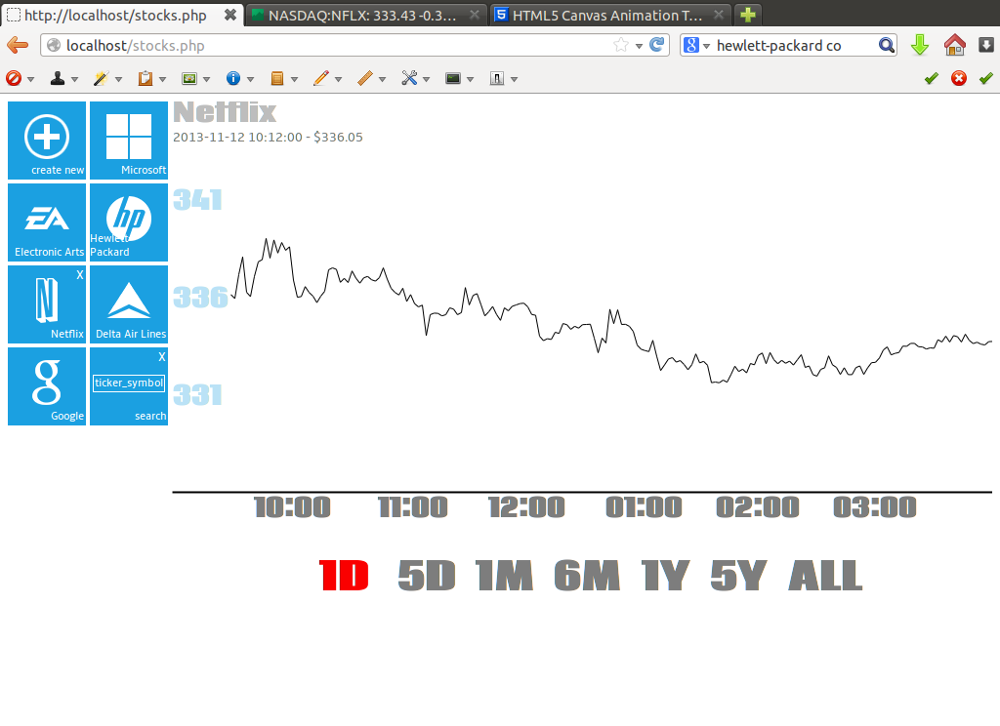 http://localhost/stocks.php
NASDAQ:NFLX: 333.43 -0.3...
HTML5 Canvas Animation T...
localhost/stocks.php
hewlett-packard co
create new
Microsoft
EA
Electronic Arts
hp
Hewlett
Packard
X
N
Netflix
Delta Air Lines
g
Google
X
ticker_symbol
search
Netflix
2013-11-12 10:12:00 - $336.05
341
336
331
10:00 11:00 12:00 01:00 02:00 03:00
1D 5D 1M 6M 1Y 5Y ALL